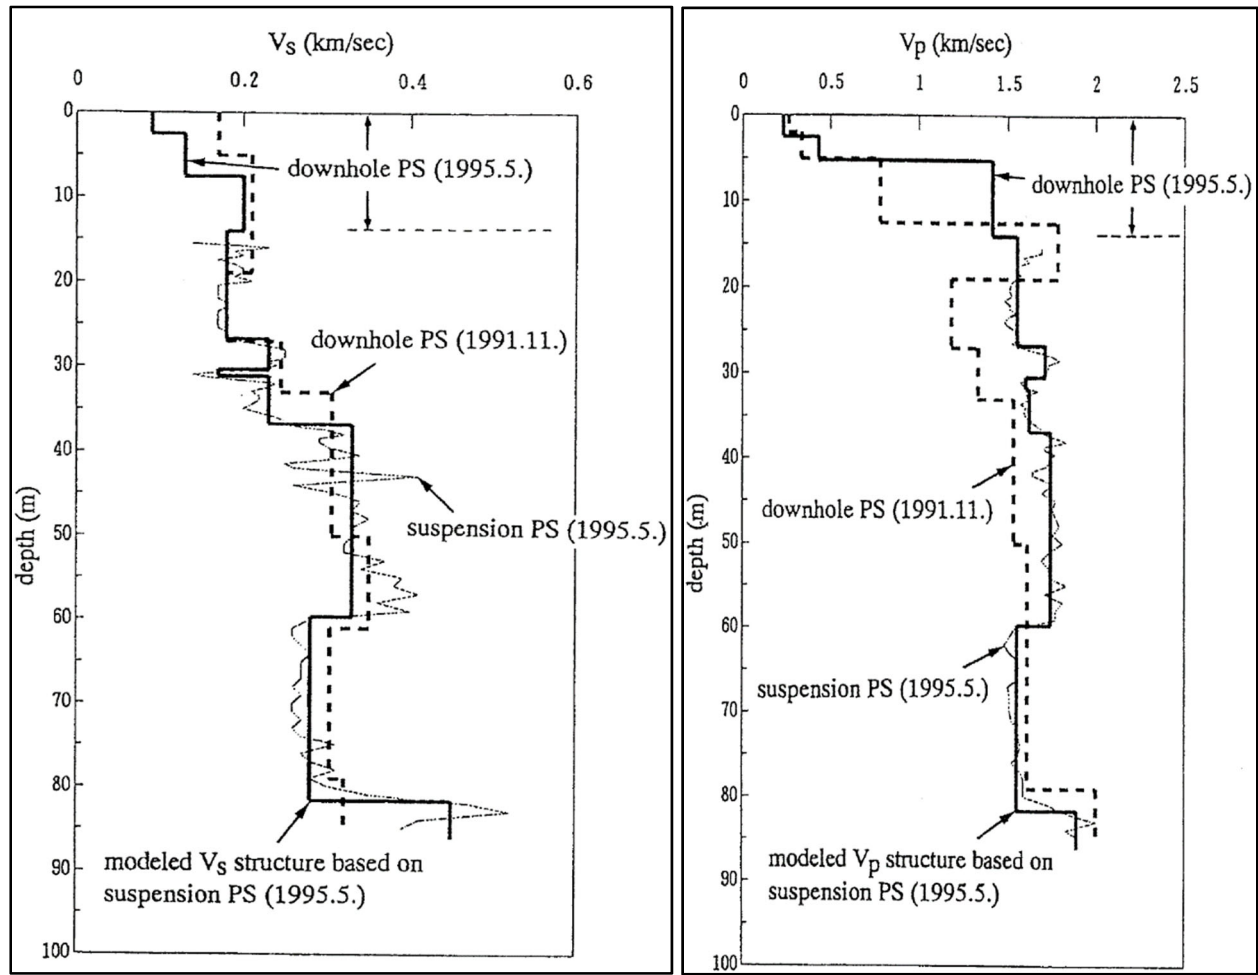 Vs (km/sec)
0 0.2 0.4 0.6
0
10
20
30
40
50
60
70
80
90
100
depth (m)
downhole PS (1995.5.)
downhole PS (1991.11.)
suspension PS (1995.5.)
modeled Vs structure based on
suspension PS (1995.5.)
Vp (km/sec)
0 0.5 1 1.5 2 2.5
0
10
20
30
40
50
60
70
80
90
100
depth (m)
downhole PS (1995.5.)
downhole PS (1991.11.)
suspension PS (1995.5.)
modeled Vp structure based on
suspension PS (1995.5.)